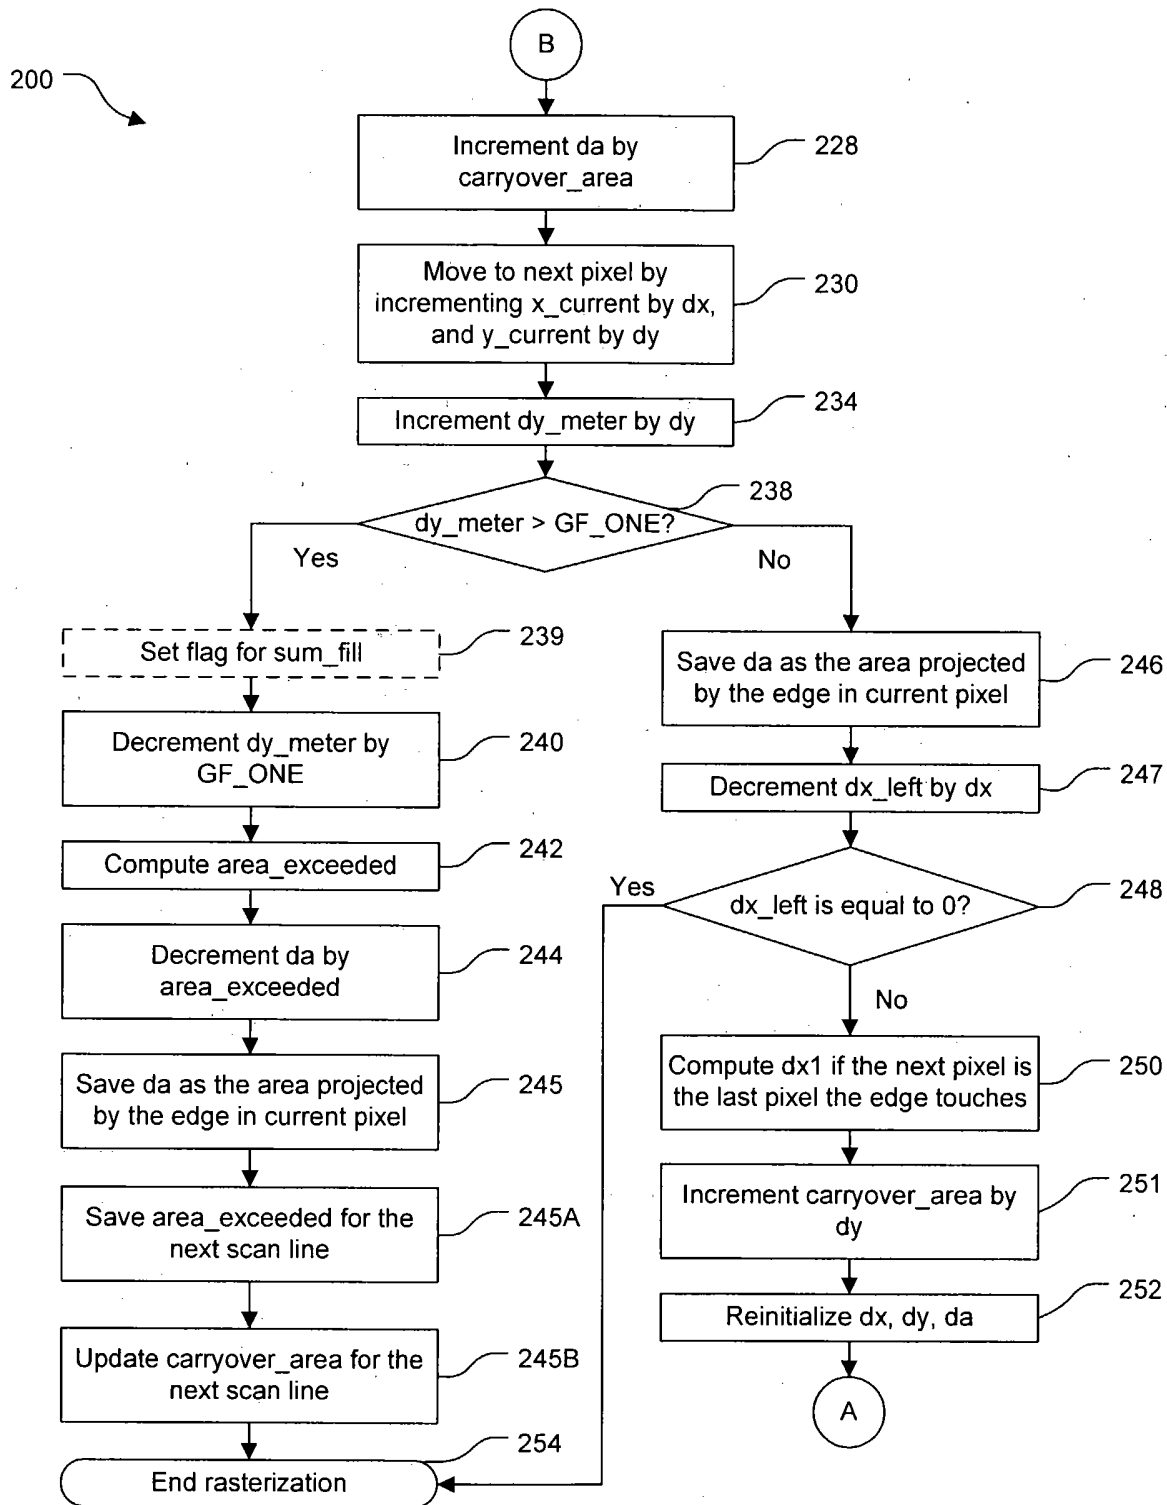 B
200
Increment da by
carryover_area
228
Move to next pixel by
incrementing x_current by dx,
and y_current by dy
230
Increment dy_meter by dy
234
dy_meter > GF_ONE?
238
Yes
No
Set flag for sum_fill
239
Decrement dy_meter by
GF_ONE
240
Compute area_exceeded
242
Decrement da by
area_exceeded
244
Save da as the area projected
by the edge in current pixel
245
Save area_exceeded for the
next scan line
245A
Update carryover_area for the
next scan line
245B
End rasterization
254
Save da as the area projected
by the edge in current pixel
246
Decrement dx_left by dx
247
dx_left is equal to 0?
248
Yes
No
Compute dx1 if the next pixel is
the last pixel the edge touches
250
Increment carryover_area by
dy
251
Reinitialize dx, dy, da
252
A